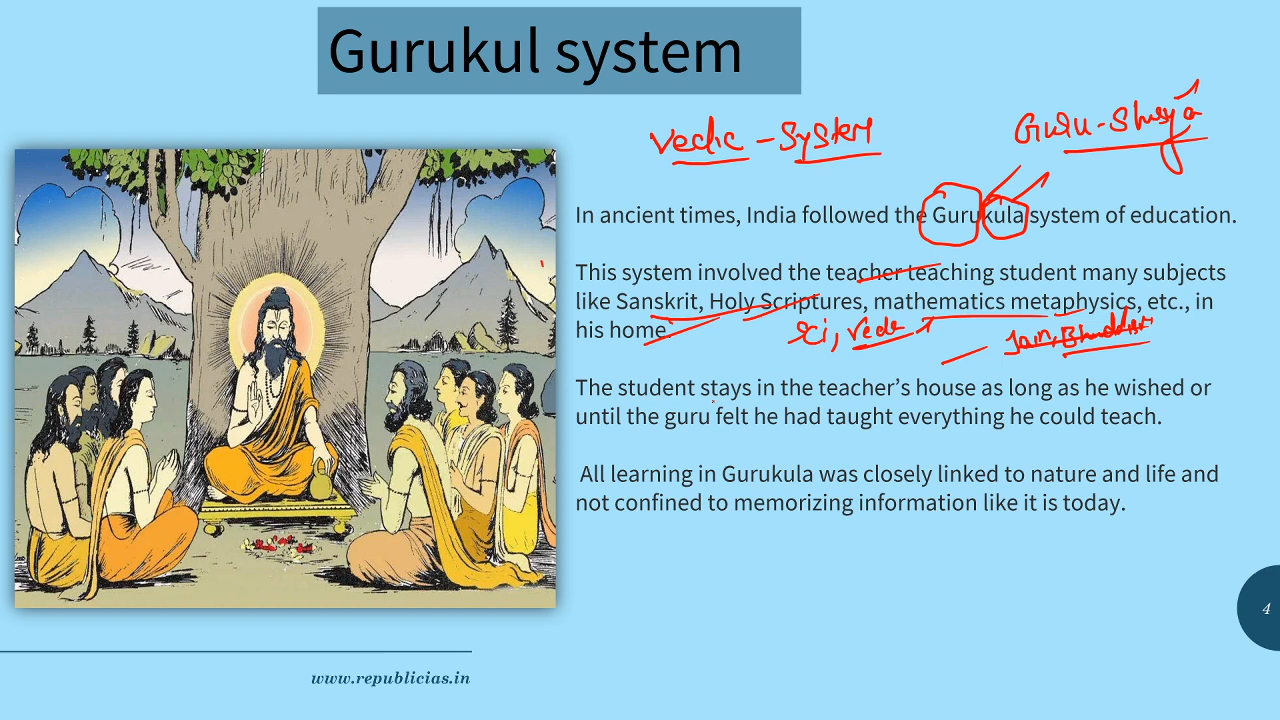 Gurukul system
Vedic - System
Guru - Shisya
In ancient times, India followed the Gurukula system of education.
This system involved the teacher teaching student many subjects
like Sanskrit, Holy Scriptures, mathematics metaphysics, etc., in
his home.
Veda
Jain, Bhuddhism
The student stays in the teacher’s house as long as he wished or
until the guru felt he had taught everything he could teach.
All learning in Gurukula was closely linked to nature and life and
not confined to memorizing information like it is today.
4
www.republicias.in